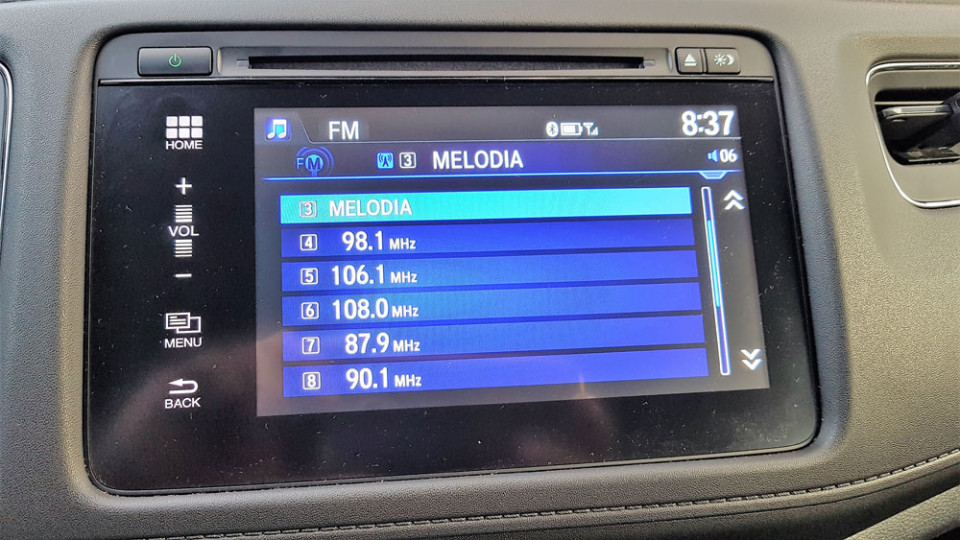 HOME
+
VOL
−
MENU
BACK
FM 8:37
FM 3 MELODIA 06
3 MELODIA
4 98.1 MHz
5 106.1 MHz
6 108.0 MHz
7 87.9 MHz
8 90.1 MHz